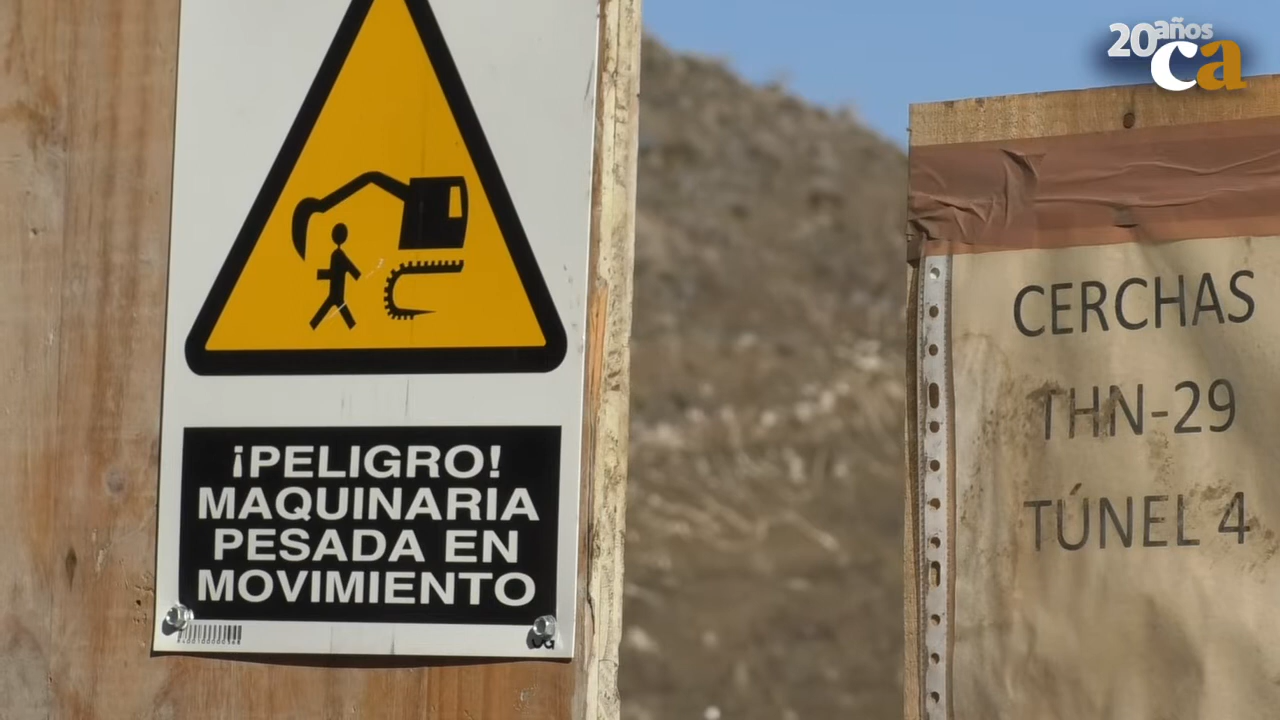 ¡PELIGRO!
MAQUINARIA
PESADA EN
MOVIMIENTO
CERCHAS
THN-29
TÚNEL 4
20años
ca